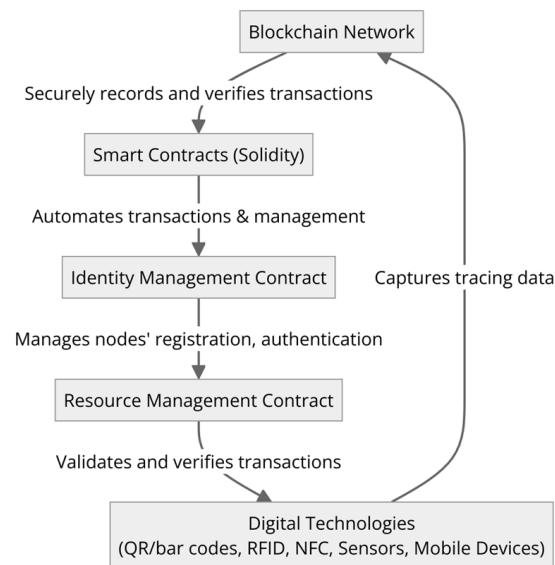 Blockchain Network
Securely records and verifies transactions
Smart Contracts (Solidity)
Automates transactions & management
Identity Management Contract
Captures tracing data
Manages nodes' registration, authentication
Resource Management Contract
Validates and verifies transactions
Digital Technologies
(QR/bar codes, RFID, NFC, Sensors, Mobile Devices)